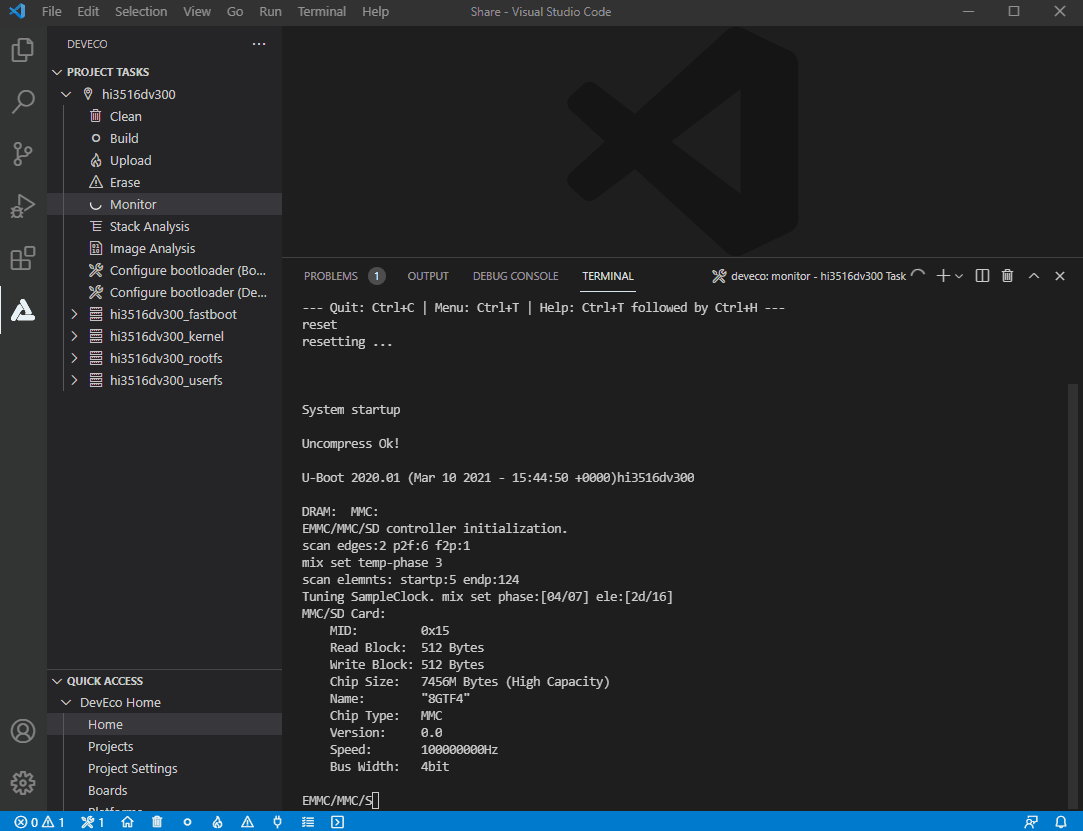 File Edit Selection View Go Run Terminal Help Share - Visual Studio Code
DEVECO
PROJECT TASKS
hi3516dv300
Clean
Build
Upload
Erase
Monitor
Stack Analysis
Image Analysis
Configure bootloader (Bo...
Configure bootloader (De...
hi3516dv300_fastboot
hi3516dv300_kernel
hi3516dv300_rootfs
hi3516dv300_userfs
QUICK ACCESS
DevEco Home
Home
Projects
Project Settings
Boards
Platforms
PROBLEMS 1 OUTPUT DEBUG CONSOLE TERMINAL deveco: monitor - hi3516dv300 Task
--- Quit: Ctrl+C | Menu: Ctrl+T | Help: Ctrl+T followed by Ctrl+H ---
reset
resetting ...
System startup
Uncompress Ok!
U-Boot 2020.01 (Mar 10 2021 - 15:44:50 +0000)hi3516dv300
DRAM: MMC:
EMMC/MMC/SD controller initialization.
scan edges:2 p2f:6 f2p:1
mix set temp-phase 3
scan elemnts: startp:5 endp:124
Tuning SampleClock. mix set phase:[04/07] ele:[2d/16]
MMC/SD Card:
MID: 0x15
Read Block: 512 Bytes
Write Block: 512 Bytes
Chip Size: 7456M Bytes (High Capacity)
Name: "8GTF4"
Chip Type: MMC
Version: 0.0
Speed: 100000000Hz
Bus Width: 4bit
EMMC/MMC/S
0 1 1